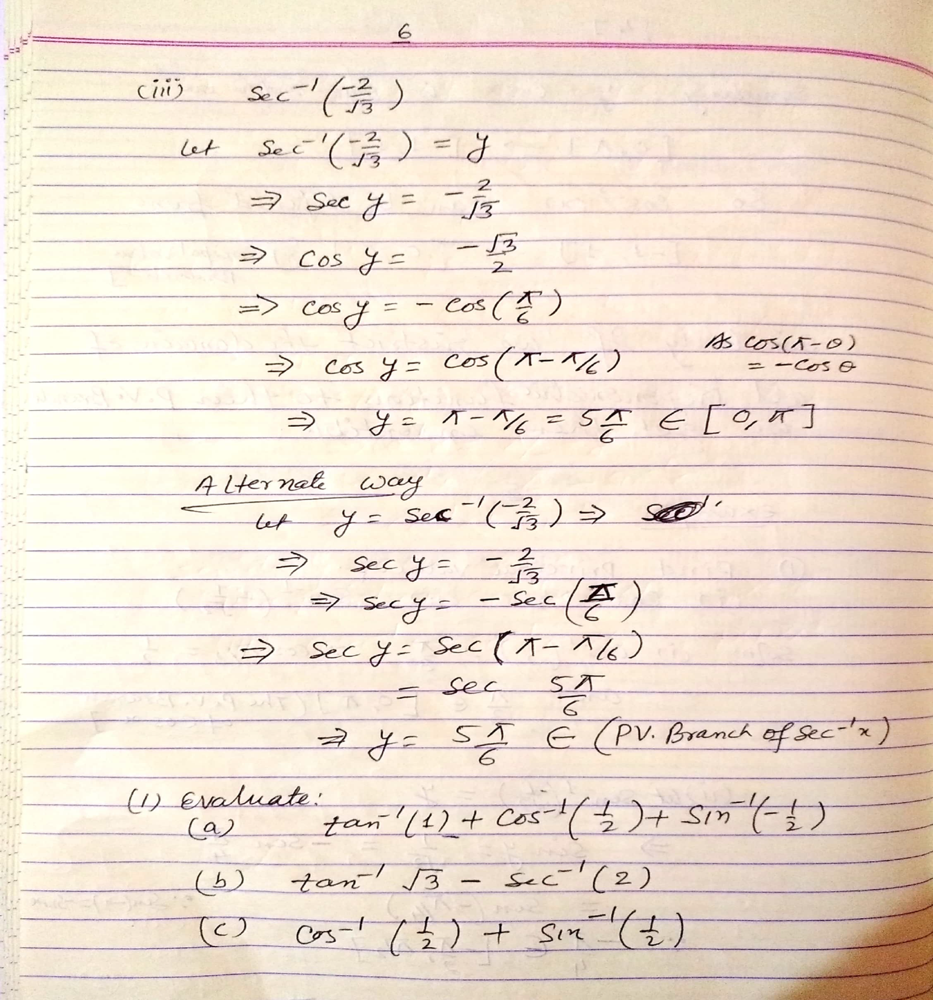 6
(iii) Sec⁻¹(-2/√3)
Let Sec⁻¹(-2/√3) = y
⇒ Sec y = -2/√3
⇒ Cos y = -√3/2
⇒ Cos y = - Cos(π/6)
As Cos(π-θ)
⇒ Cos y = Cos(π-π/6) = -Cos θ
⇒ y = π-π/6 = 5π/6 ∈ [0,π]
Alternate way
Let y = Sec⁻¹(-2/√3) ⇒
⇒ Sec y = -2/√3
⇒ Sec y = - Sec(π/6)
⇒ Sec y = Sec(π-π/6)
= Sec 5π/6
⇒ y = 5π/6 ∈ (PV. Branch of Sec⁻¹x)
(1) Evaluate:
(a) tan⁻¹(1) + Cos⁻¹(1/2) + Sin⁻¹(-1/2)
(b) tan⁻¹ √3 - Sec⁻¹(2)
(c) Cos⁻¹(1/2) + Sin⁻¹(1/2)